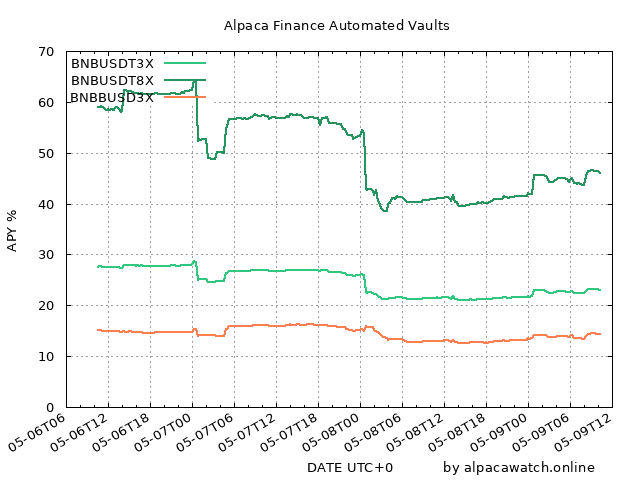 Alpaca Finance Automated Vaults
70
60
50
40
30
20
10
0
APY %
BNBUSDT3X
BNBUSDT8X
BNBBUSD3X
05-06T06
05-06T12
05-06T18
05-07T00
05-07T06
05-07T12
05-07T18
05-08T00
05-08T06
05-08T12
05-08T18
05-09T00
05-09T06
05-09T12
DATE UTC+0
by alpacawatch.online